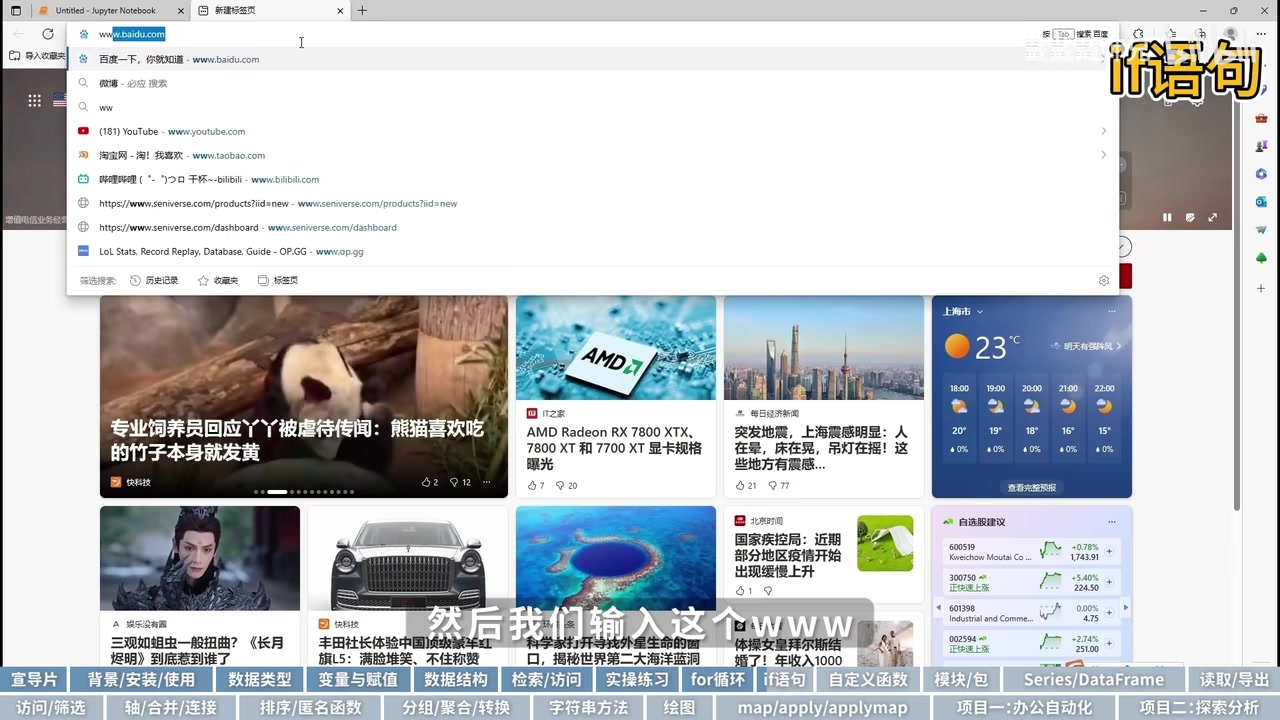 Untitled - Jupyter Notebook
新建标签页
www.baidu.com
按 Tab 搜索 百度
导入收藏夹
if语句
百度一下，你就知道 - www.baidu.com
微博 - 必应 搜索
ww
(181) YouTube - www.youtube.com
淘宝网 - 淘！我喜欢 - www.taobao.com
哔哩哔哩 (゜-゜)つロ 干杯~-bilibili - www.bilibili.com
https://www.seniverse.com/products?iid=new - www.seniverse.com/products?iid=new
https://www.seniverse.com/dashboard - www.seniverse.com/dashboard
LoL Stats, Record Replay, Database, Guide - OP.GG - www.op.gg
筛选搜索: 历史记录 收藏夹 标签页
增值电信业务经营
专业饲养员回应丫丫被虐待传闻：熊猫喜欢吃
的竹子本身就发黄
快科技
2 12
AMD
IT之家
AMD Radeon RX 7800 XTX、
7800 XT 和 7700 XT 显卡规格
曝光
7 20
每日经济新闻
突发地震，上海震感明显：人
在晕，床在晃，吊灯在摇！这
些地方有震感...
21 77
上海市
23°C
明天有强阵风
18:00 19:00 20:00 21:00 22:00
20° 19° 18° 16° 15°
0% 0% 0% 0% 0%
查看完整预报
娱乐没有圈
三观如蛆虫一般扭曲？《长月
烬明》到底惹到谁了
快科技
丰田社长体验中国顶级豪车红
旗L5：满脸堆笑、不住称赞
科学家打开寻找外星生命的窗
口，揭秘世界第二大海洋蓝洞
北京时间
国家疾控局：近期
部分地区疫情开始
出现缓慢上升
1
体操女皇拜尔斯结
婚了！年收入1000
自选股建议
600519 +0.78%
Kweichow Moutai Co ... 1,743.91
300750 +5.40%
正快速上涨 224.50
601398 0.00%
Industrial and Comme... 4.75
002594 +2.74%
正快速上涨 251.00
然后我们输入这个www
宣导片 背景/安装/使用 数据类型 变量与赋值 数据结构 检索/访问 实操练习 for循环 if语句 自定义函数 模块/包 Series/DataFrame 读取/导出
访问/筛选 轴/合并/连接 排序/匿名函数 分组/聚合/转换 字符串方法 绘图 map/apply/applymap 项目一:办公自动化 项目二:探索分析